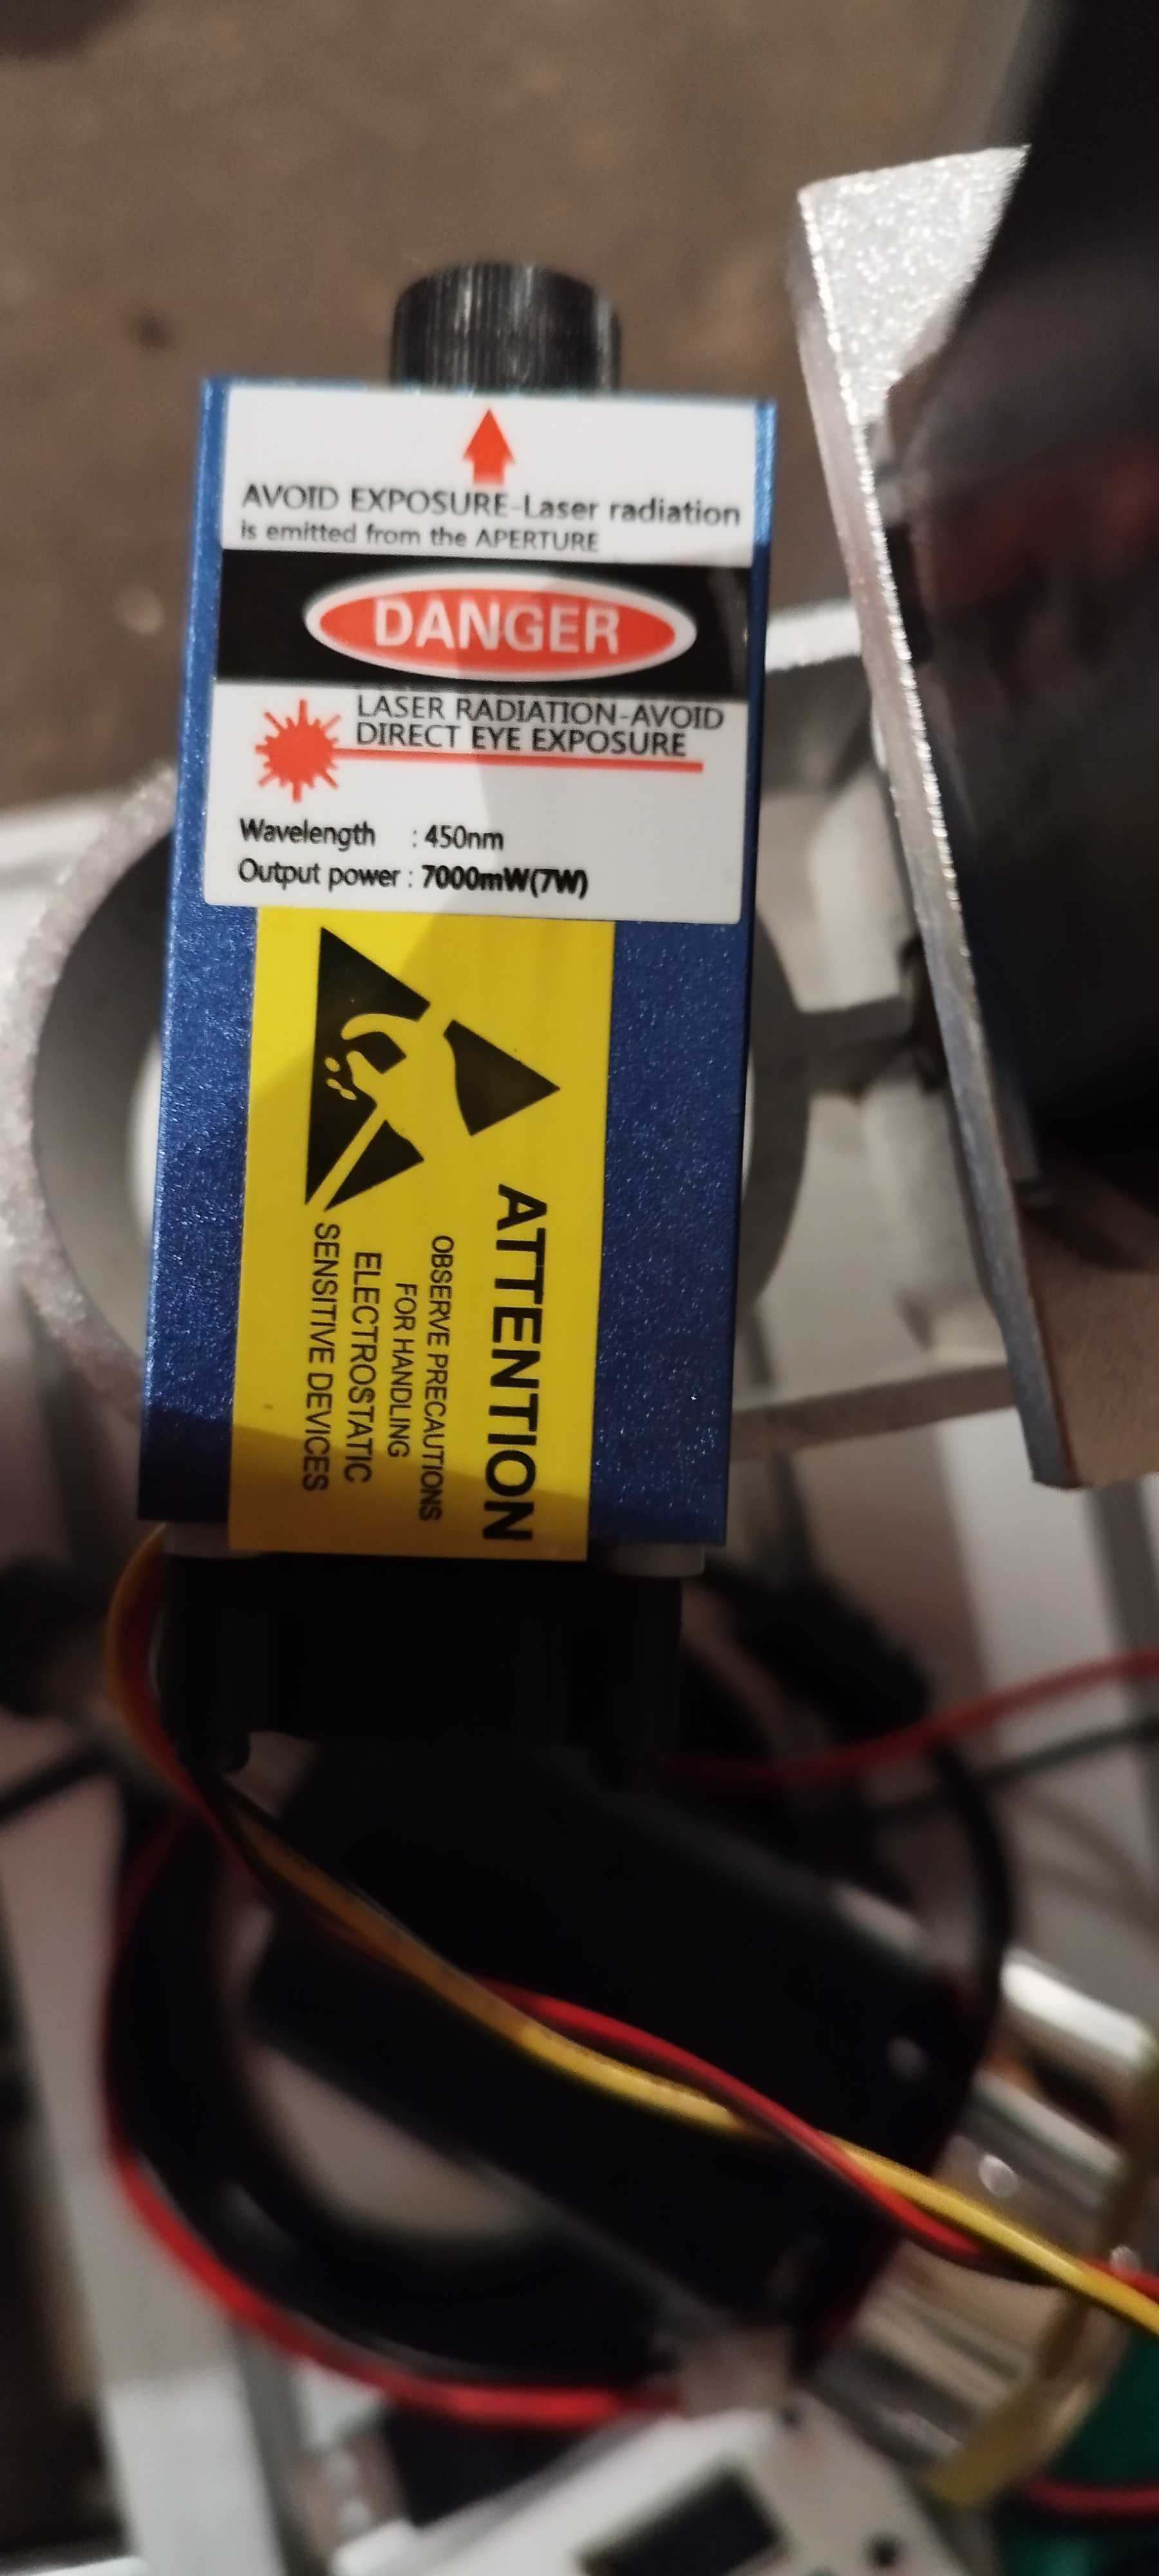 AVOID EXPOSURE-Laser radiation
is emitted from the APERTURE
DANGER
LASER RADIATION-AVOID
DIRECT EYE EXPOSURE
Wavelength : 450nm
Output power : 7000mW(7W)
ATTENTION
OBSERVE PRECAUTIONS
FOR HANDLING
ELECTROSTATIC
SENSITIVE DEVICES